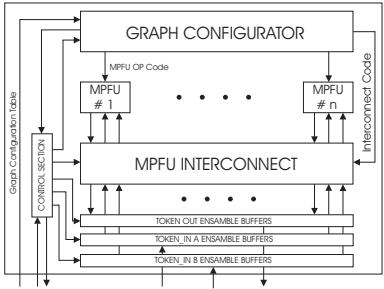 GRAPH CONFIGURATOR
MPFU OP Code
MPFU
# 1
MPFU
# n
Interconnect Code
Graph Configuration Table
CONTROL SECTION
MPFU INTERCONNECT
TOKEN OUT ENSAMBLE BUFFERS
TOKEN_IN A ENSAMBLE BUFFERS
TOKEN_IN B ENSAMBLE BUFFERS